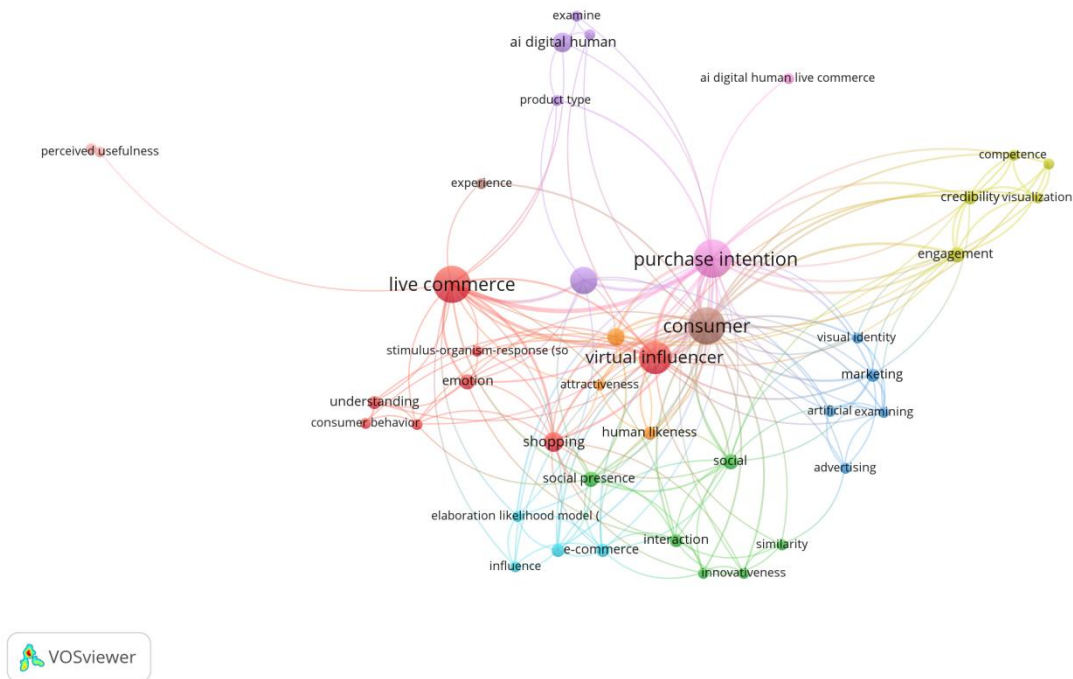 examine
ai digital human
ai digital human live commerce
product type
perceived usefulness
competence
experience
credibility
visualization
engagement
purchase intention
live commerce
consumer
visual identity
stimulus-organism-response (so
virtual influencer
emotion
attractiveness
marketing
understanding
artificial
examining
consumer behavior
human likeness
shopping
social
advertising
social presence
elaboration likelihood model (
interaction
similarity
e-commerce
influence
innovativeness
VOSviewer